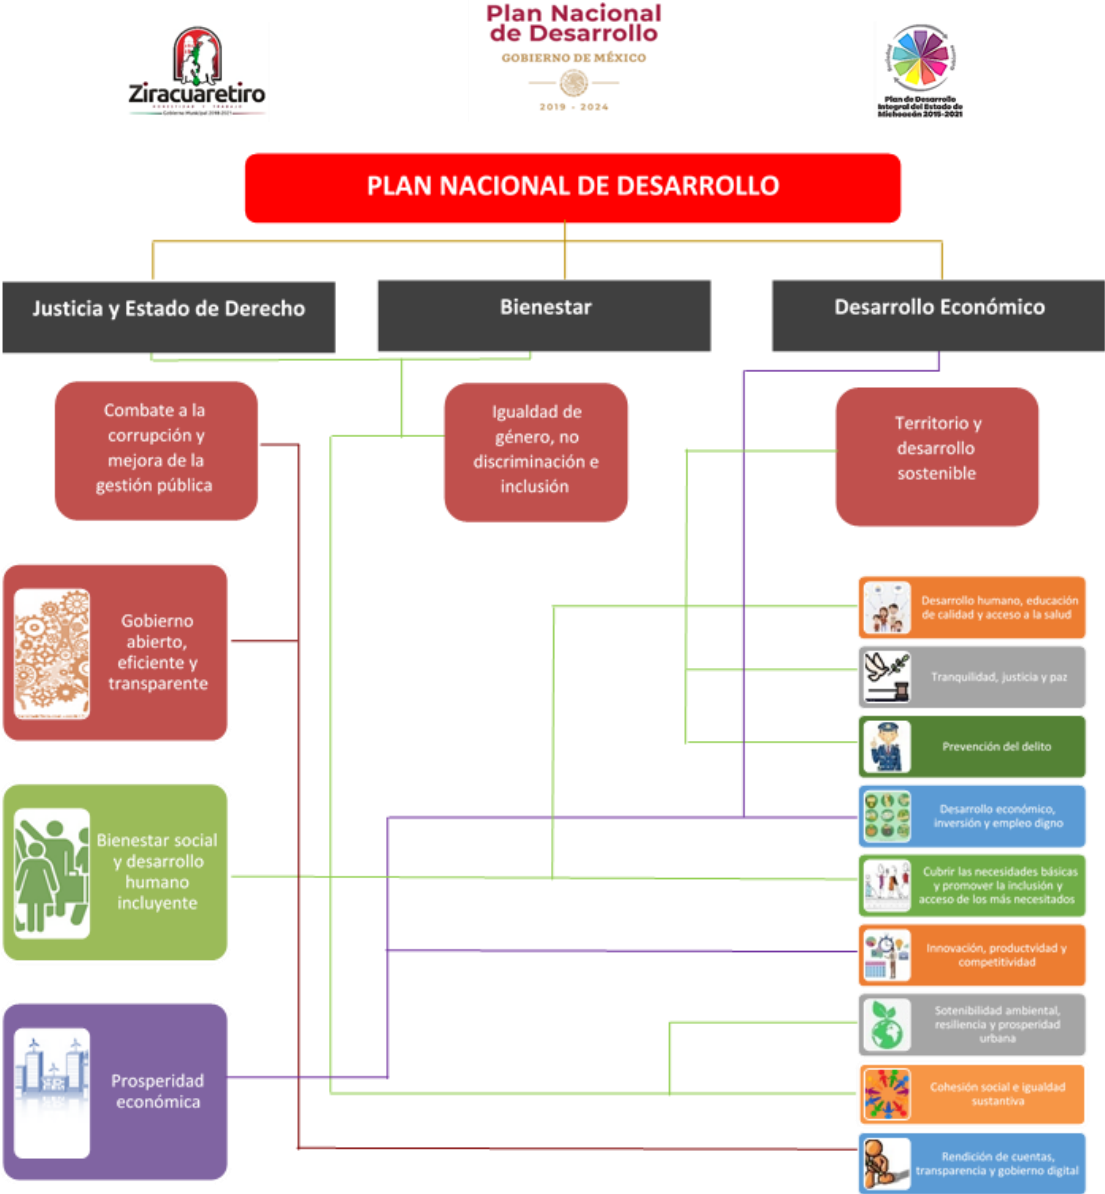 Plan Nacional
de Desarrollo
GOBIERNO DE MÉXICO
2019 - 2024
Ziracuaretiro
Gobierno Municipal 2018-2021
Plan de Desarrollo
Integral del Estado de
Michoacán 2015-2021
PLAN NACIONAL DE DESARROLLO
Justicia y Estado de Derecho
Bienestar
Desarrollo Económico
Combate a la
corrupción y
mejora de la
gestión pública
Igualdad de
género, no
discriminación e
inclusión
Territorio y
desarrollo
sostenible
Gobierno
abierto,
eficiente y
transparente
Bienestar social
y desarrollo
humano
incluyente
Prosperidad
económica
Desarrollo humano, educación
de calidad y acceso a la salud
Tranquilidad, justicia y paz
Prevención del delito
Desarrollo económico,
inversión y empleo digno
Cubrir las necesidades básicas
y promover la inclusión y
acceso de los más necesitados
Innovación, productvidad y
competitividad
Sotenibilidad ambiental,
resiliencia y prosperidad
urbana
Cohesión social e igualdad
sustantiva
Rendición de cuentas,
transparencia y gobierno digital